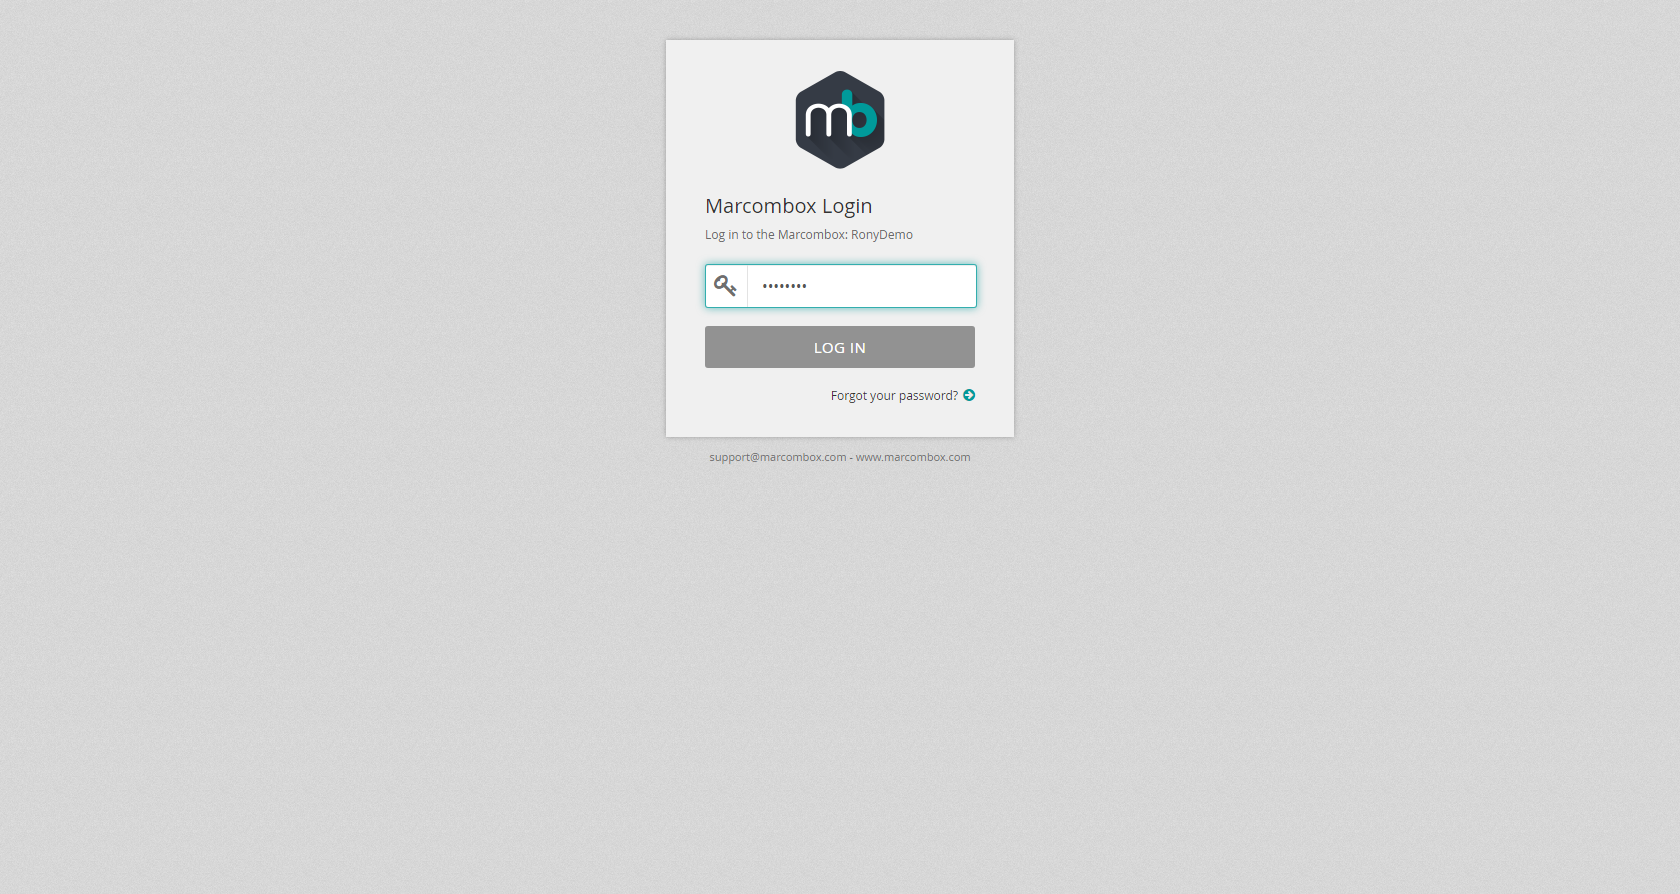 mb
Marcombox Login
Log in to the Marcombox: RonyDemo
••••••••
LOG IN
Forgot your password?
support@marcombox.com - www.marcombox.com